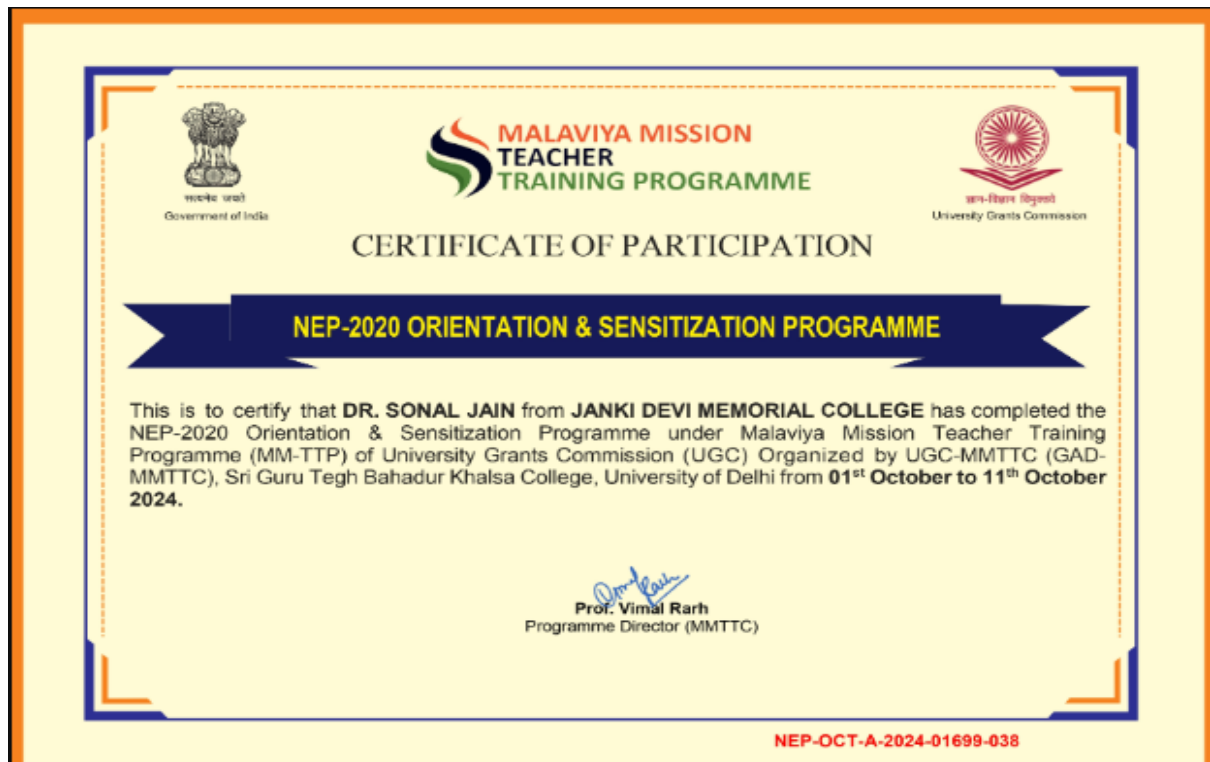 MALAVIYA MISSION
TEACHER
TRAINING PROGRAMME
सत्यमेव जयते
Government of India
ज्ञान-विज्ञान विमुक्तये
University Grants Commission
CERTIFICATE OF PARTICIPATION
NEP-2020 ORIENTATION & SENSITIZATION PROGRAMME
This is to certify that DR. SONAL JAIN from JANKI DEVI MEMORIAL COLLEGE has completed the
NEP-2020 Orientation & Sensitization Programme under Malaviya Mission Teacher Training
Programme (MM-TTP) of University Grants Commission (UGC) Organized by UGC-MMTTC (GAD-
MMTTC), Sri Guru Tegh Bahadur Khalsa College, University of Delhi from 01st October to 11th October
2024.
Prof. Vimal Rarh
Programme Director (MMTTC)
NEP-OCT-A-2024-01699-038